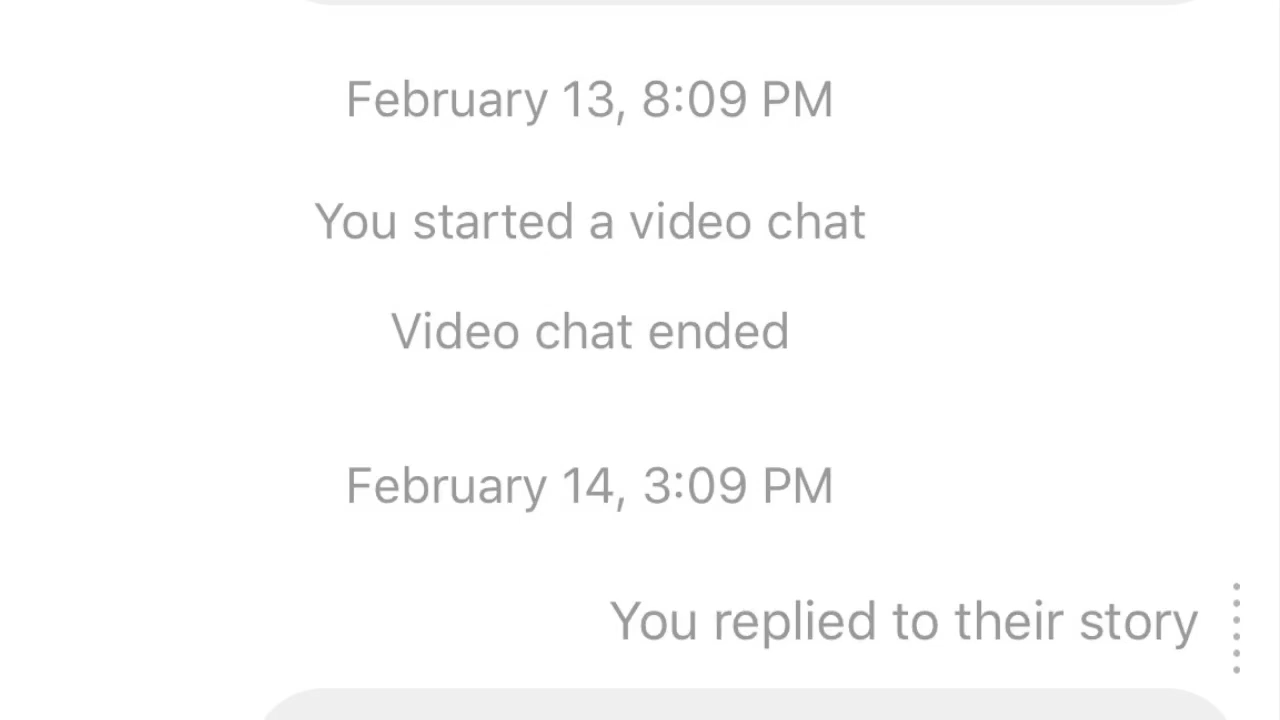 February 13, 8:09 PM
You started a video chat
Video chat ended
February 14, 3:09 PM
You replied to their story